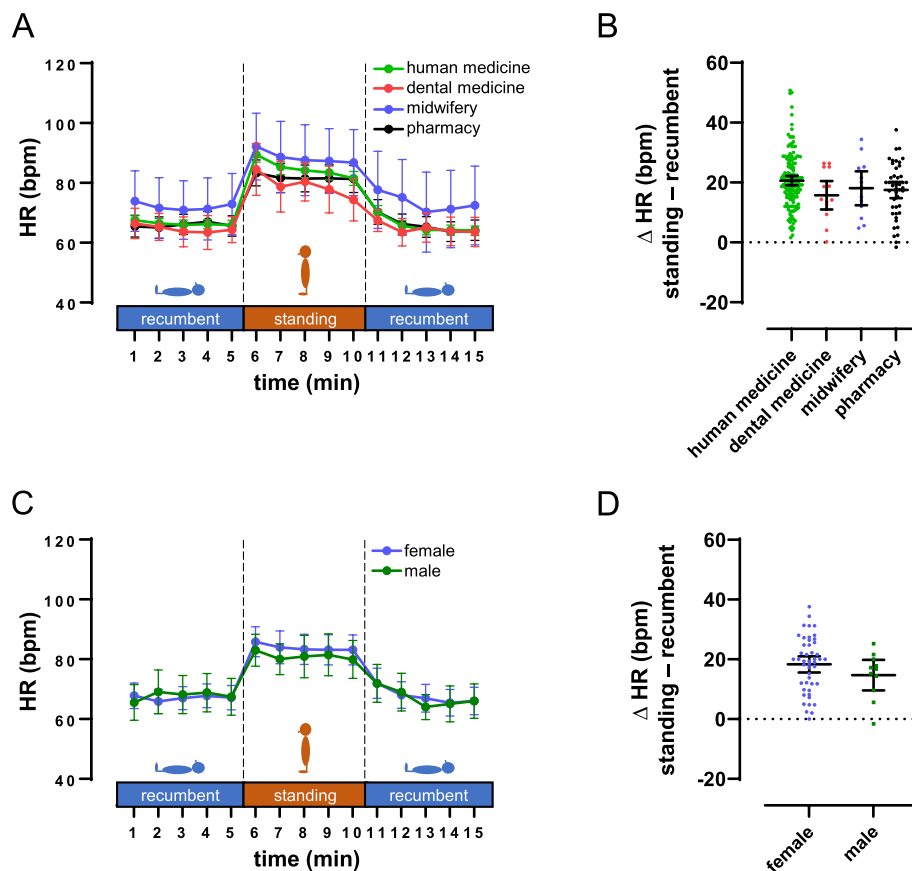 A
HR (bpm)
120
100
80
60
40
human medicine
dental medicine
midwifery
pharmacy
recumbent
standing
recumbent
1 2 3 4 5 6 7 8 9 10 11 12 13 14 15
time (min)
B
Δ HR (bpm)
standing – recumbent
60
40
20
0
-20
human medicine
dental medicine
midwifery
pharmacy
C
HR (bpm)
120
100
80
60
40
female
male
recumbent
standing
recumbent
1 2 3 4 5 6 7 8 9 10 11 12 13 14 15
time (min)
D
Δ HR (bpm)
standing – recumbent
60
40
20
0
-20
female
male